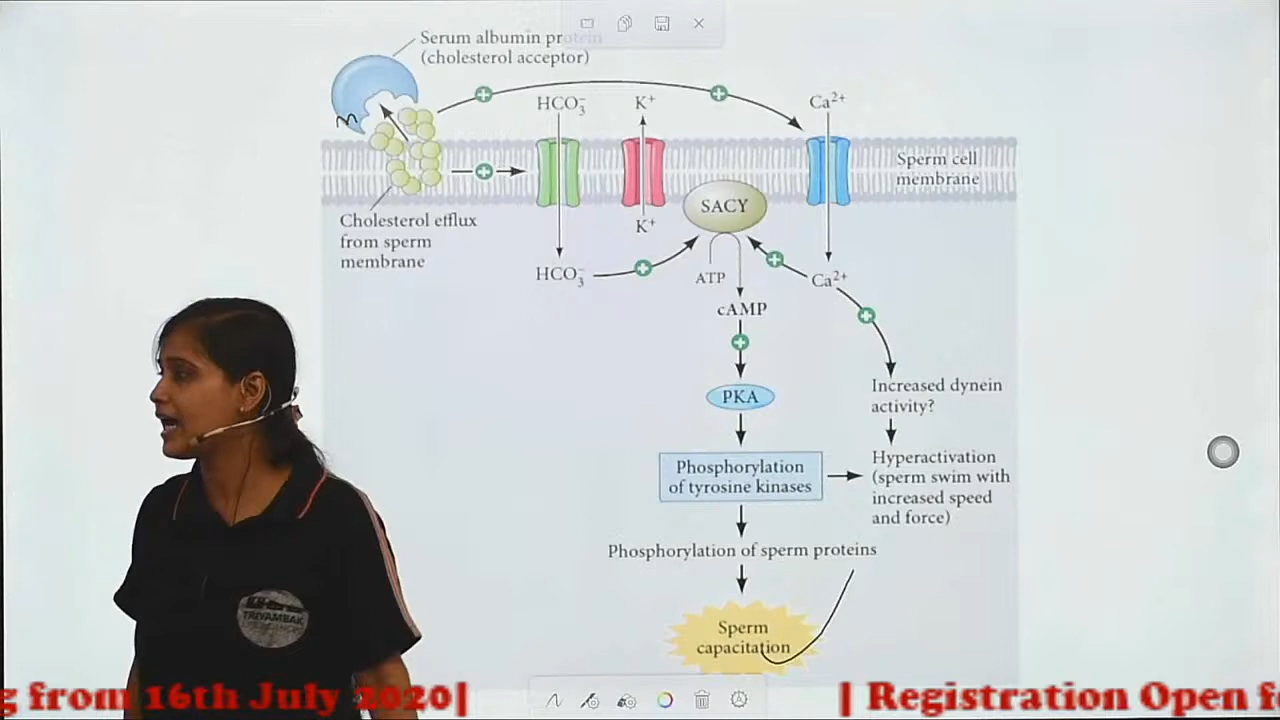 Serum albumin protein
(cholesterol acceptor)
HCO₃⁻
K⁺
Ca²⁺
Sperm cell
membrane
SACY
Cholesterol efflux
from sperm
membrane
K⁺
HCO₃⁻
ATP
Ca²⁺
cAMP
PKA
Increased dynein
activity?
Phosphorylation
of tyrosine kinases
Hyperactivation
(sperm swim with
increased speed
and force)
Phosphorylation of sperm proteins
Sperm
capacitation
TRIYAMBAK
g from 16th July 2020|
| Registration Open f